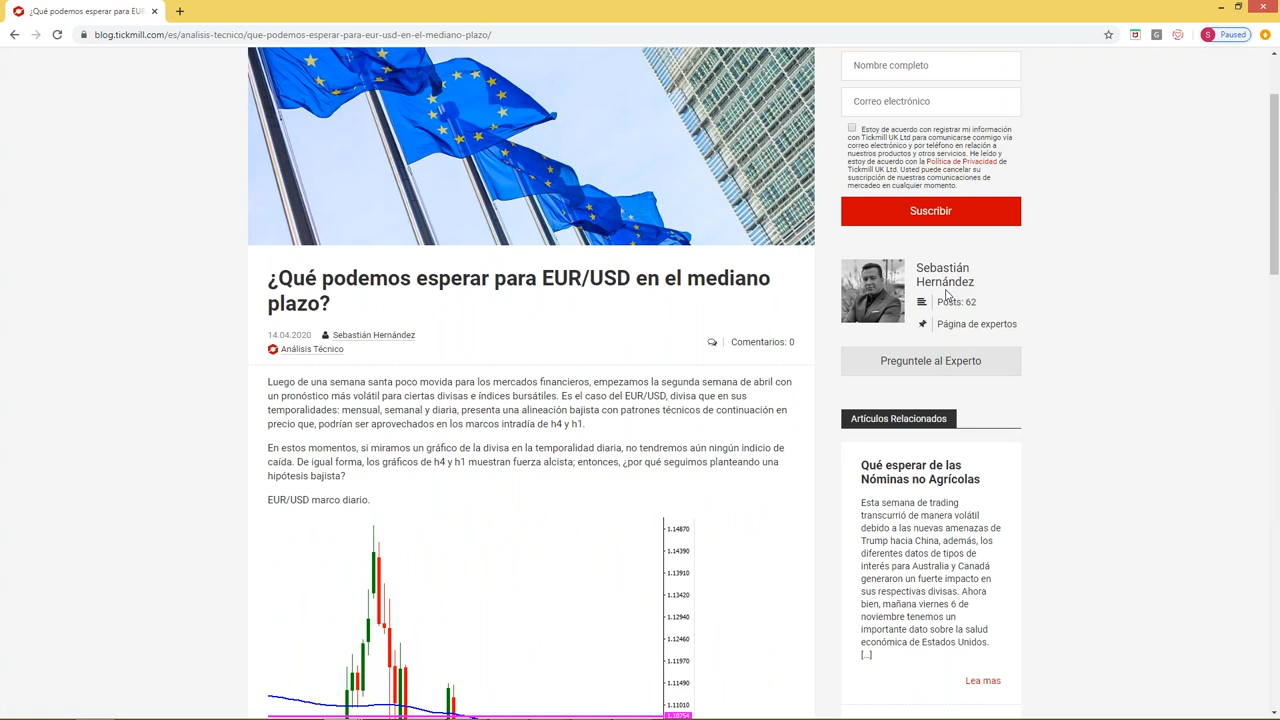 ¿Qué podemos esperar para EUR/USD
blog.tickmill.com/es/analisis-tecnico/que-podemos-esperar-para-eur-usd-en-el-mediano-plazo/
S Paused
¿Qué podemos esperar para EUR/USD en el mediano
plazo?
14.04.2020 Sebastián Hernández
Análisis Técnico
Comentarios: 0
Luego de una semana santa poco movida para los mercados financieros, empezamos la segunda semana de abril con
un pronóstico más volátil para ciertas divisas e índices bursátiles. Es el caso del EUR/USD, divisa que en sus
temporalidades: mensual, semanal y diaria, presenta una alineación bajista con patrones técnicos de continuación en
precio que, podrían ser aprovechados en los marcos intradía de h4 y h1.
En estos momentos, si miramos un gráfico de la divisa en la temporalidad diaria, no tendremos aún ningún indicio de
caída. De igual forma, los gráficos de h4 y h1 muestran fuerza alcista; entonces, ¿por qué seguimos planteando una
hipótesis bajista?
EUR/USD marco diario.
1.14870
1.14390
1.13910
1.13420
1.12940
1.12460
1.11970
1.11490
1.11010
1.10754
Nombre completo
Correo electrónico
Estoy de acuerdo con registrar mi información
con Tickmill UK Ltd para comunicarse conmigo vía
correo electrónico y por teléfono en relación a
nuestros productos y otros servicios. He leído y
estoy de acuerdo con la Política de Privacidad de
Tickmill UK Ltd. Usted puede cancelar su
suscripción de nuestras comunicaciones de
mercadeo en cualquier momento.
Suscribir
Sebastián
Hernández
Posts: 62
Página de expertos
Preguntele al Experto
Artículos Relacionados
Qué esperar de las
Nóminas no Agrícolas
Esta semana de trading
transcurrió de manera volátil
debido a las nuevas amenazas de
Trump hacia China, además, los
diferentes datos de tipos de
interés para Australia y Canadá
generaron un fuerte impacto en
sus respectivas divisas. Ahora
bien, mañana viernes 6 de
noviembre tenemos un
importante dato sobre la salud
económica de Estados Unidos.
[...]
Lea mas